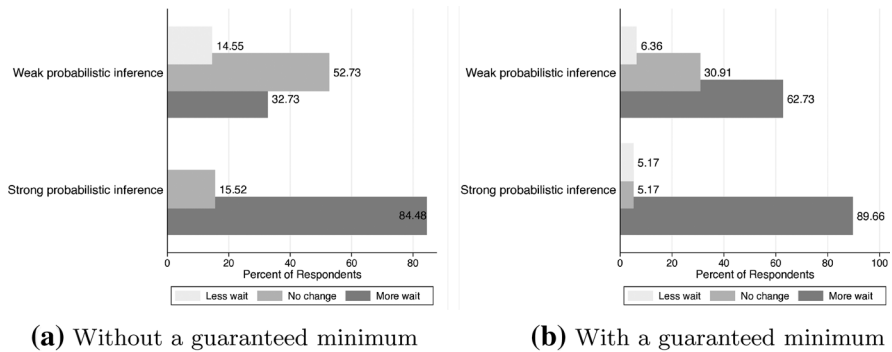 Weak probabilistic inference
14.55
52.73
32.73
Strong probabilistic inference
15.52
84.48
0 20 40 60 80
Percent of Respondents
Less wait No change More wait
(a) Without a guaranteed minimum
Weak probabilistic inference
6.36
30.91
62.73
Strong probabilistic inference
5.17
5.17
89.66
0 20 40 60 80 100
Percent of Respondents
Less wait No change More wait
(b) With a guaranteed minimum